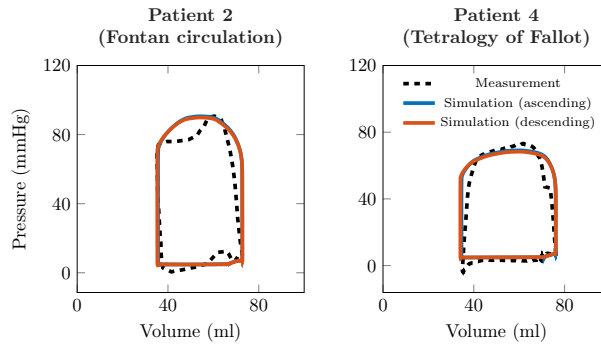 Patient 2
(Fontan circulation)
Patient 4
(Tetralogy of Fallot)
Pressure (mmHg)
120
80
40
0
0
40
80
Volume (ml)
120
80
40
0
0
40
80
Volume (ml)
Measurement
Simulation (ascending)
Simulation (descending)